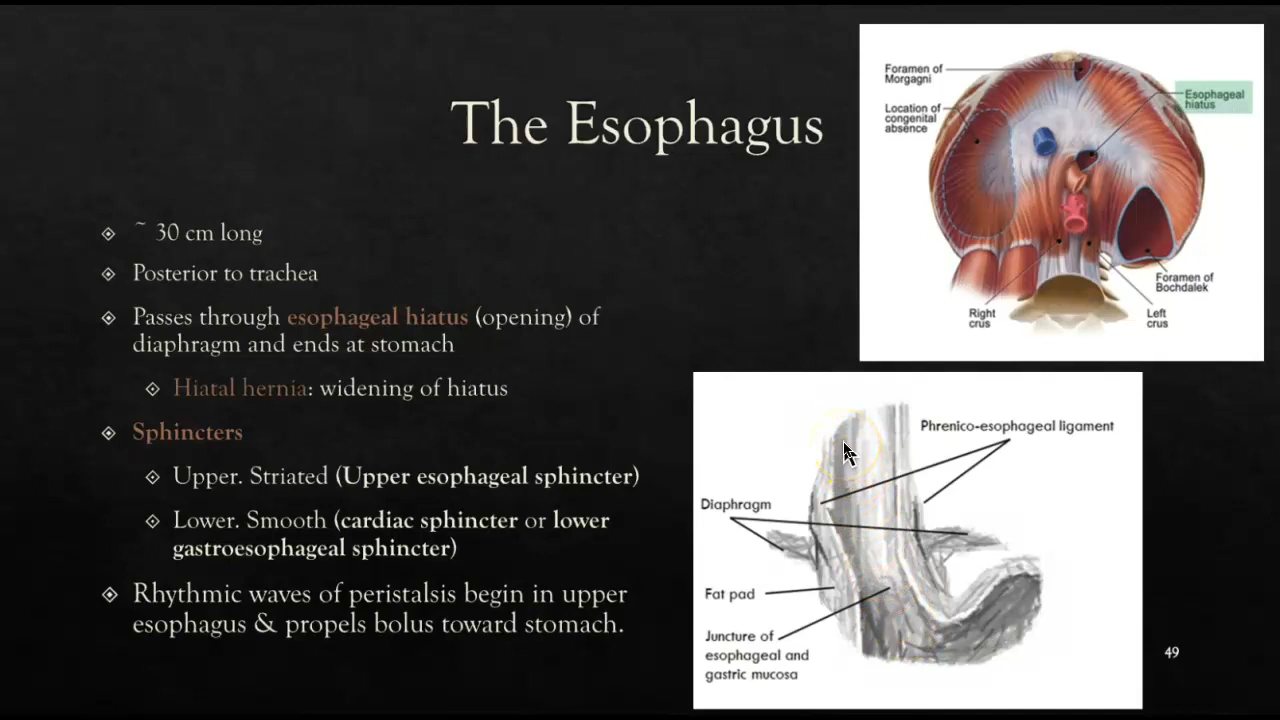 The Esophagus
~ 30 cm long
Posterior to trachea
Passes through esophageal hiatus (opening) of
diaphragm and ends at stomach
Hiatal hernia: widening of hiatus
Sphincters
Upper. Striated (Upper esophageal sphincter)
Lower. Smooth (cardiac sphincter or lower
gastroesophageal sphincter)
Rhythmic waves of peristalsis begin in upper
esophagus & propels bolus toward stomach.
Foramen of
Morgagni
Location of
congenital
absence
Esophageal
hiatus
Foramen of
Bochdalek
Right
crus
Left
crus
Phrenico-esophageal ligament
Diaphragm
Fat pad
Juncture of
esophageal and
gastric mucosa
49